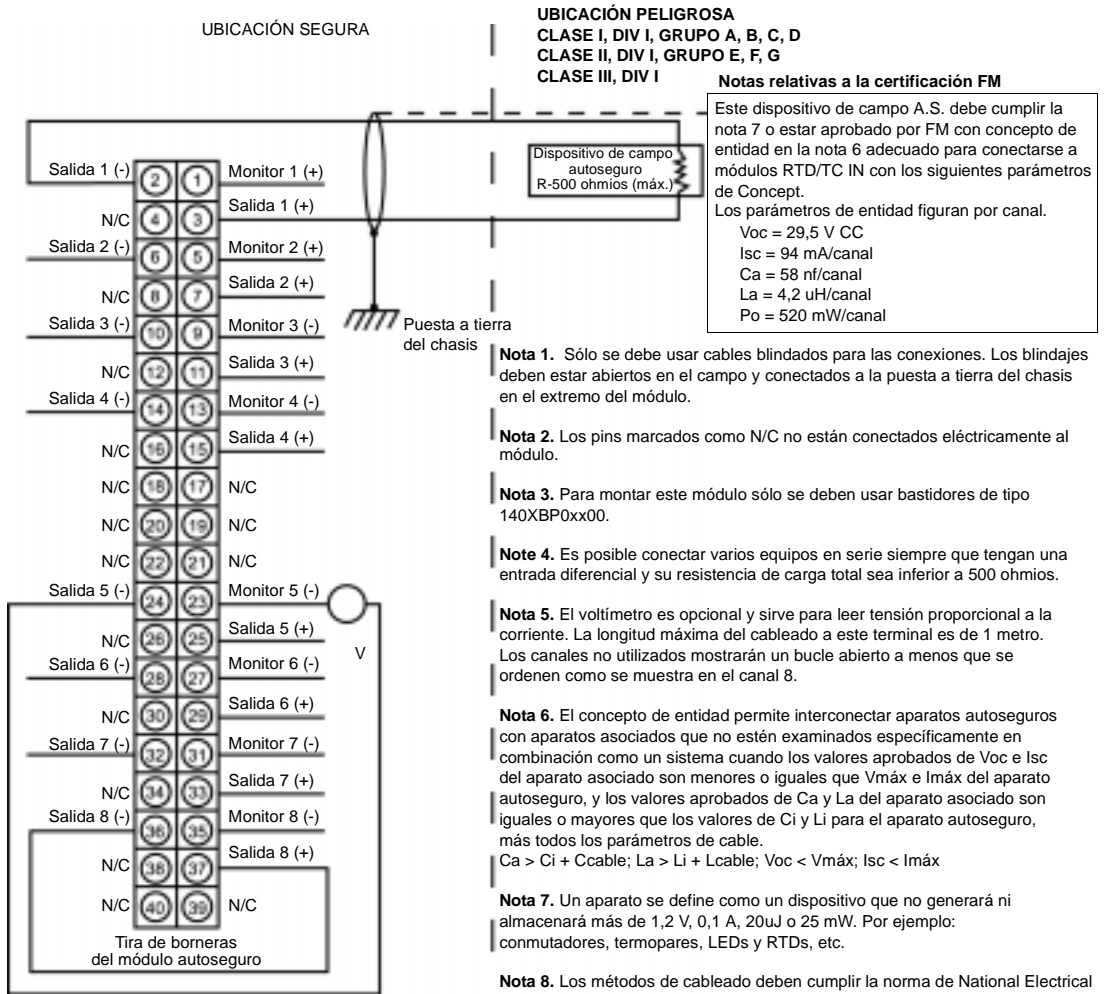 UBICACIÓN SEGURA
UBICACIÓN PELIGROSA
CLASE I, DIV I, GRUPO A, B, C, D
CLASE II, DIV I, GRUPO E, F, G
CLASE III, DIV I
Notas relativas a la certificación FM
Este dispositivo de campo A.S. debe cumplir la
nota 7 o estar aprobado por FM con concepto de
entidad en la nota 6 adecuado para conectarse a
módulos RTD/TC IN con los siguientes parámetros
de Concept.
Los parámetros de entidad figuran por canal.
Voc = 29,5 V CC
Isc = 94 mA/canal
Ca = 58 nf/canal
La = 4,2 uH/canal
Po = 520 mW/canal
Dispositivo de campo
autoseguro
R-500 ohmios (máx.)
Puesta a tierra
del chasis
Salida 1 (-) 2 1 Monitor 1 (+)
N/C 4 3 Salida 1 (+)
Salida 2 (-) 6 5 Monitor 2 (+)
N/C 8 7 Salida 2 (+)
Salida 3 (-) 10 9 Monitor 3 (-)
N/C 12 11 Salida 3 (+)
Salida 4 (-) 14 13 Monitor 4 (-)
N/C 16 15 Salida 4 (+)
N/C 18 17 N/C
N/C 20 19 N/C
N/C 22 21 N/C
Salida 5 (-) 24 23 Monitor 5 (-)
N/C 26 25 Salida 5 (+)
V
Salida 6 (-) 28 27 Monitor 6 (-)
N/C 30 29 Salida 6 (+)
Salida 7 (-) 32 31 Monitor 7 (-)
N/C 34 33 Salida 7 (+)
Salida 8 (-) 36 35 Monitor 8 (-)
N/C 38 37 Salida 8 (+)
N/C 40 39 N/C
Tira de borneras
del módulo autoseguro
Nota 1. Sólo se debe usar cables blindados para las conexiones. Los blindajes
deben estar abiertos en el campo y conectados a la puesta a tierra del chasis
en el extremo del módulo.
Nota 2. Los pins marcados como N/C no están conectados eléctricamente al
módulo.
Nota 3. Para montar este módulo sólo se deben usar bastidores de tipo
140XBP0xx00.
Note 4. Es posible conectar varios equipos en serie siempre que tengan una
entrada diferencial y su resistencia de carga total sea inferior a 500 ohmios.
Nota 5. El voltímetro es opcional y sirve para leer tensión proporcional a la
corriente. La longitud máxima del cableado a este terminal es de 1 metro.
Los canales no utilizados mostrarán un bucle abierto a menos que se
ordenen como se muestra en el canal 8.
Nota 6. El concepto de entidad permite interconectar aparatos autoseguros
con aparatos asociados que no estén examinados específicamente en
combinación como un sistema cuando los valores aprobados de Voc e Isc
del aparato asociado son menores o iguales que Vmáx e Imáx del aparato
autoseguro, y los valores aprobados de Ca y La del aparato asociado son
iguales o mayores que los valores de Ci y Li para el aparato autoseguro,
más todos los parámetros de cable.
Ca > Ci + Ccable; La > Li + Lcable; Voc < Vmáx; Isc < Imáx
Nota 7. Un aparato se define como un dispositivo que no generará ni
almacenará más de 1,2 V, 0,1 A, 20uJ o 25 mW. Por ejemplo:
conmutadores, termopares, LEDs y RTDs, etc.
Nota 8. Los métodos de cableado deben cumplir la norma de National Electrical